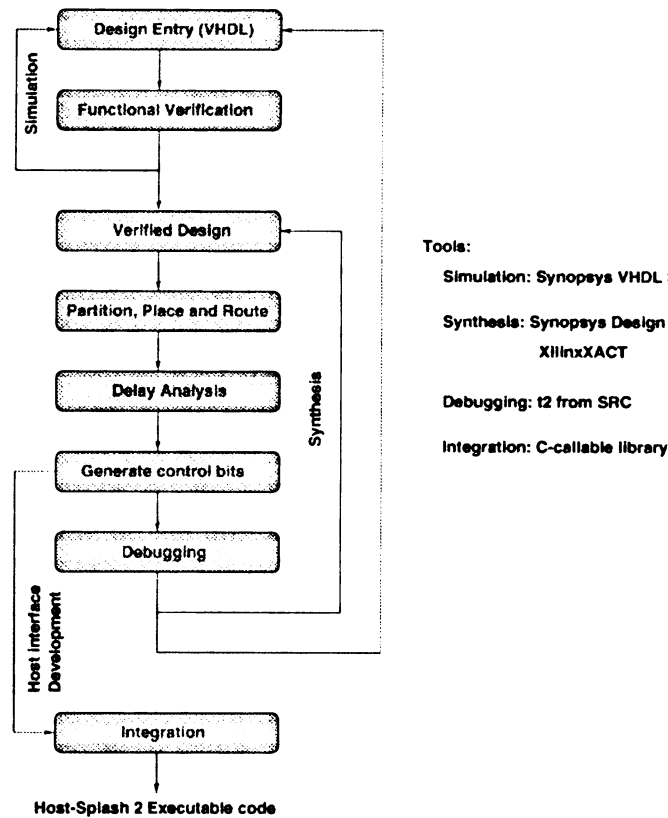 Design Entry (VHDL)
Simulation
Functional Verification
Verified Design
Partition, Place and Route
Delay Analysis
Synthesis
Generate control bits
Debugging
Host Interface
Development
Integration
Host-Splash 2 Executable code
Tools:
Simulation: Synopsys VHDL
Synthesis: Synopsys Design
XilinxXACT
Debugging: t2 from SRC
Integration: C-callable library